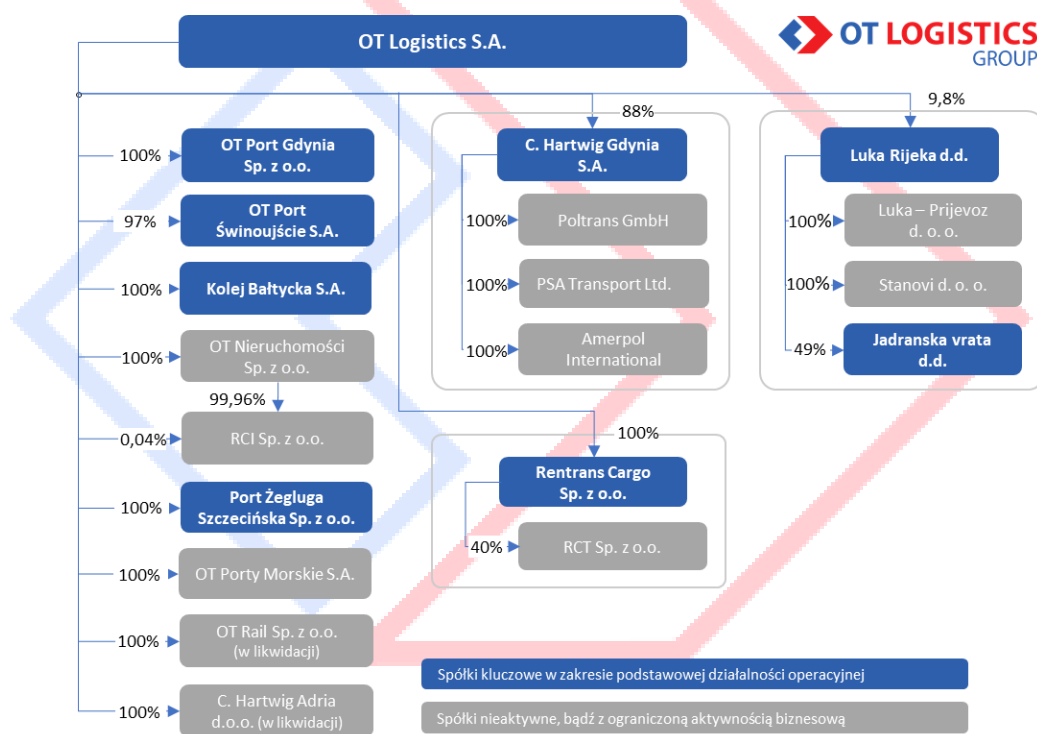 OT Logistics S.A.
OT LOGISTICS
GROUP
100%
OT Port Gdynia
Sp. z o.o.
97%
OT Port
Świnoujście S.A.
100%
Kolej Bałtycka S.A.
100%
OT Nieruchomości
Sp. z o.o.
99,96%
0,04%
RCI Sp. z o.o.
100%
Port Żegluga
Szczecińska Sp. z o.o.
100%
OT Porty Morskie S.A.
100%
OT Rail Sp. z o.o.
(w likwidacji)
100%
C. Hartwig Adria
d.o.o. (w likwidacji)
88%
C. Hartwig Gdynia
S.A.
100%
Poltrans GmbH
100%
PSA Transport Ltd.
100%
Amerpol
International
100%
Rentrans Cargo
Sp. z o.o.
40%
RCT Sp. z o.o.
9,8%
Luka Rijeka d.d.
100%
Luka – Prijevoz
d. o. o.
100%
Stanovi d. o. o.
49%
Jadranska vrata
d.d.
Spółki kluczowe w zakresie podstawowej działalności operacyjnej
Spółki nieaktywne, bądź z ograniczoną aktywnością biznesową